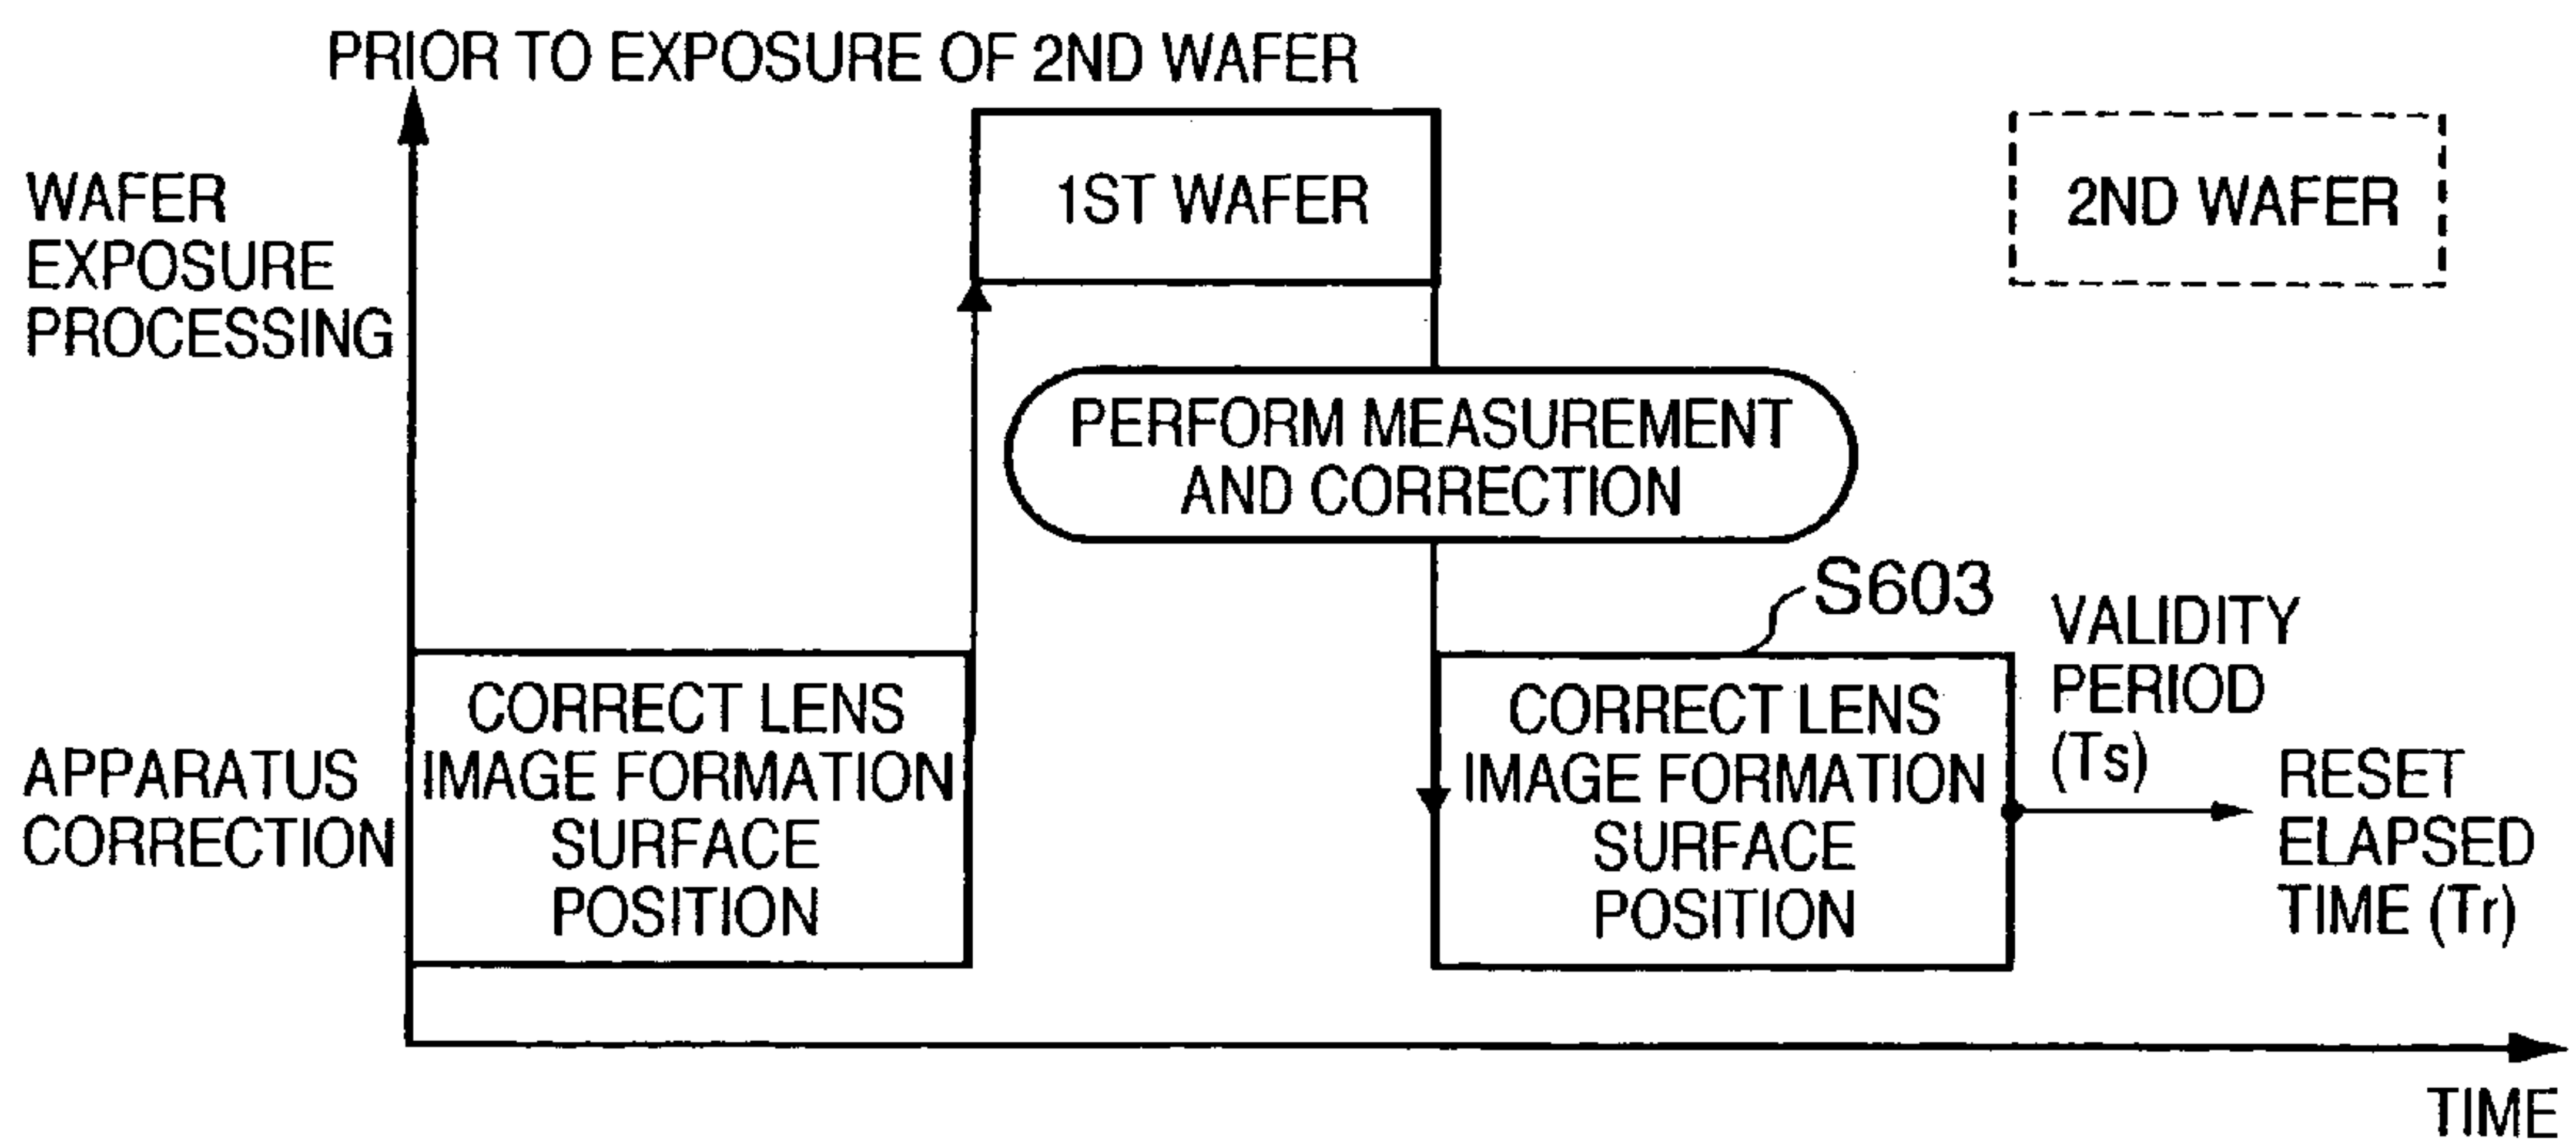 PRIOR TO EXPOSURE OF 2ND WAFER
WAFER
EXPOSURE
PROCESSING
1ST WAFER
2ND WAFER
PERFORM MEASUREMENT
AND CORRECTION
S603
VALIDITY
PERIOD
(Ts)
APPARATUS
CORRECTION
CORRECT LENS
IMAGE FORMATION
SURFACE
POSITION
CORRECT LENS
IMAGE FORMATION
SURFACE
POSITION
RESET
ELAPSED
TIME (Tr)
TIME